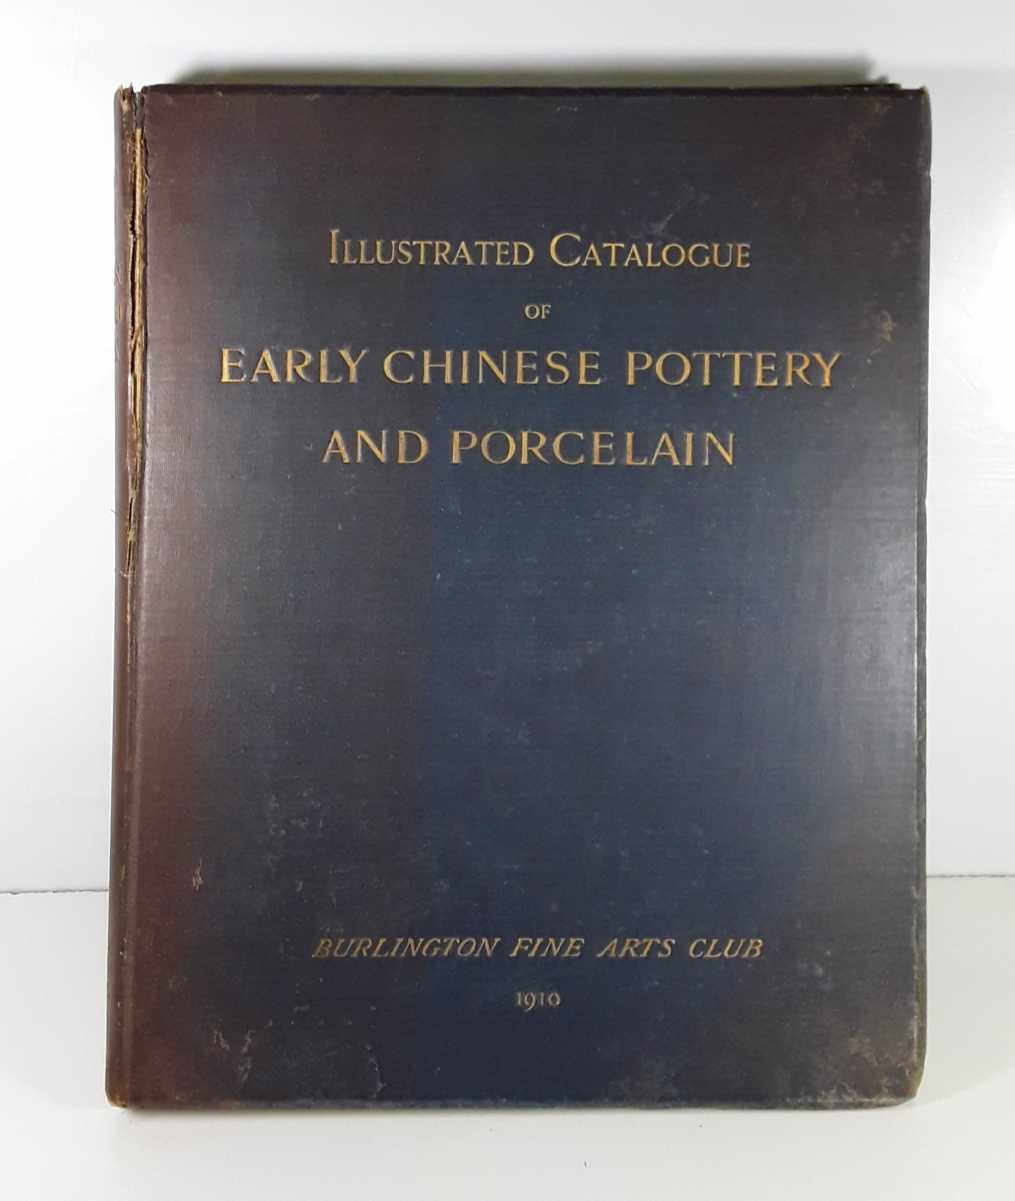 ILLUSTRATED CATALOGUE
OF
EARLY CHINESE POTTERY
AND PORCELAIN
BURLINGTON FINE ARTS CLUB
1910